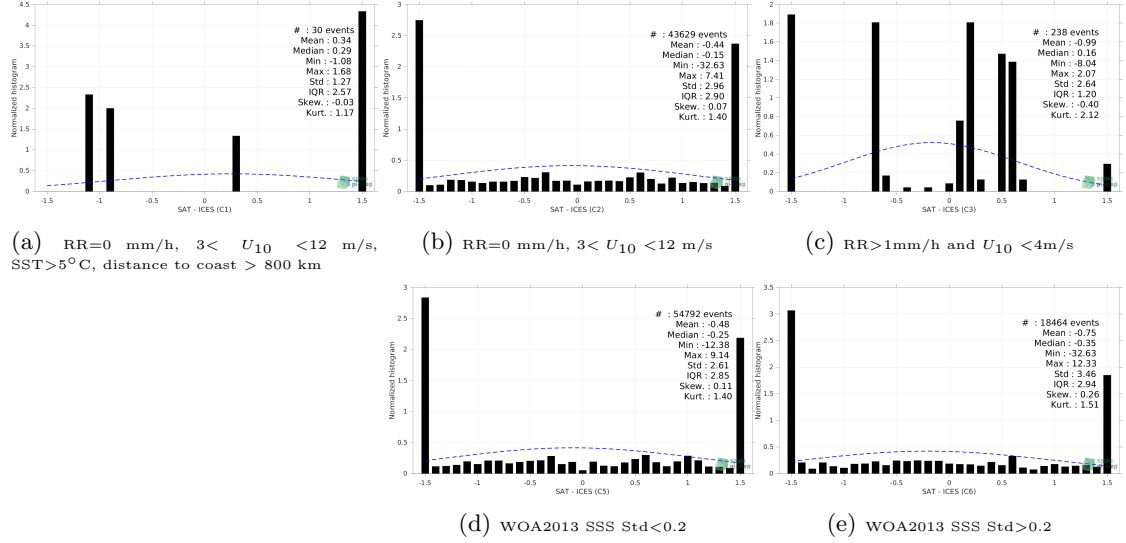 4.5
4
3.5
3
2.5
2
1.5
1
0.5
0
Normalized histogram
-1.5 -1 -0.5 0 0.5 1 1.5
SAT - ICES (C1)
# : 30 events
Mean : 0.34
Median : 0.29
Min : -1.08
Max : 1.68
Std : 1.27
IQR : 2.57
Skew. : -0.03
Kurt. : 1.17
(a) RR=0 mm/h, 3< U10 <12 m/s,
SST>5°C, distance to coast > 800 km
3
2.5
2
1.5
1
0.5
0
Normalized histogram
-1.5 -1 -0.5 0 0.5 1 1.5
SAT - ICES (C2)
# : 43629 events
Mean : -0.44
Median : -0.15
Min : -32.63
Max : 7.41
Std : 2.96
IQR : 2.90
Skew. : 0.07
Kurt. : 1.40
(b) RR=0 mm/h, 3< U10 <12 m/s
2
1.8
1.6
1.4
1.2
1
0.8
0.6
0.4
0.2
0
Normalized histogram
-1.5 -1 -0.5 0 0.5 1 1.5
SAT - ICES (C3)
# : 238 events
Mean : -0.99
Median : 0.16
Min : -8.04
Max : 2.07
Std : 2.64
IQR : 1.20
Skew. : -0.40
Kurt. : 2.12
(c) RR>1mm/h and U10 <4m/s
3
2.5
2
1.5
1
0.5
0
Normalized histogram
-1.5 -1 -0.5 0 0.5 1 1.5
SAT - ICES (C5)
# : 54792 events
Mean : -0.48
Median : -0.25
Min : -12.38
Max : 9.14
Std : 2.61
IQR : 2.85
Skew. : 0.11
Kurt. : 1.40
(d) WOA2013 SSS Std<0.2
3.5
3
2.5
2
1.5
1
0.5
0
Normalized histogram
-1.5 -1 -0.5 0 0.5 1 1.5
SAT - ICES (C6)
# : 18464 events
Mean : -0.75
Median : -0.35
Min : -32.63
Max : 12.33
Std : 3.46
IQR : 2.94
Skew. : 0.26
Kurt. : 1.51
(e) WOA2013 SSS Std>0.2